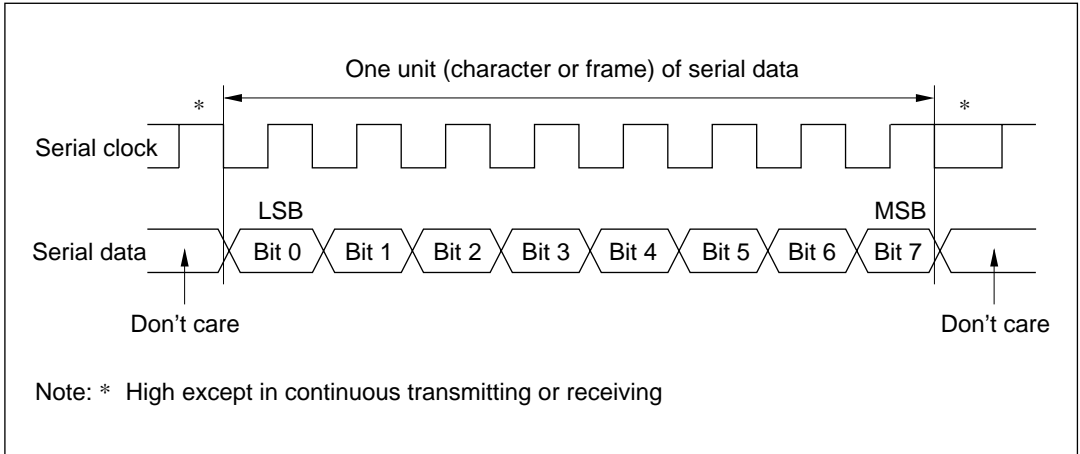 One unit (character or frame) of serial data
* *
Serial clock
LSB MSB
Serial data Bit 0 Bit 1 Bit 2 Bit 3 Bit 4 Bit 5 Bit 6 Bit 7
Don’t care Don’t care
Note: * High except in continuous transmitting or receiving